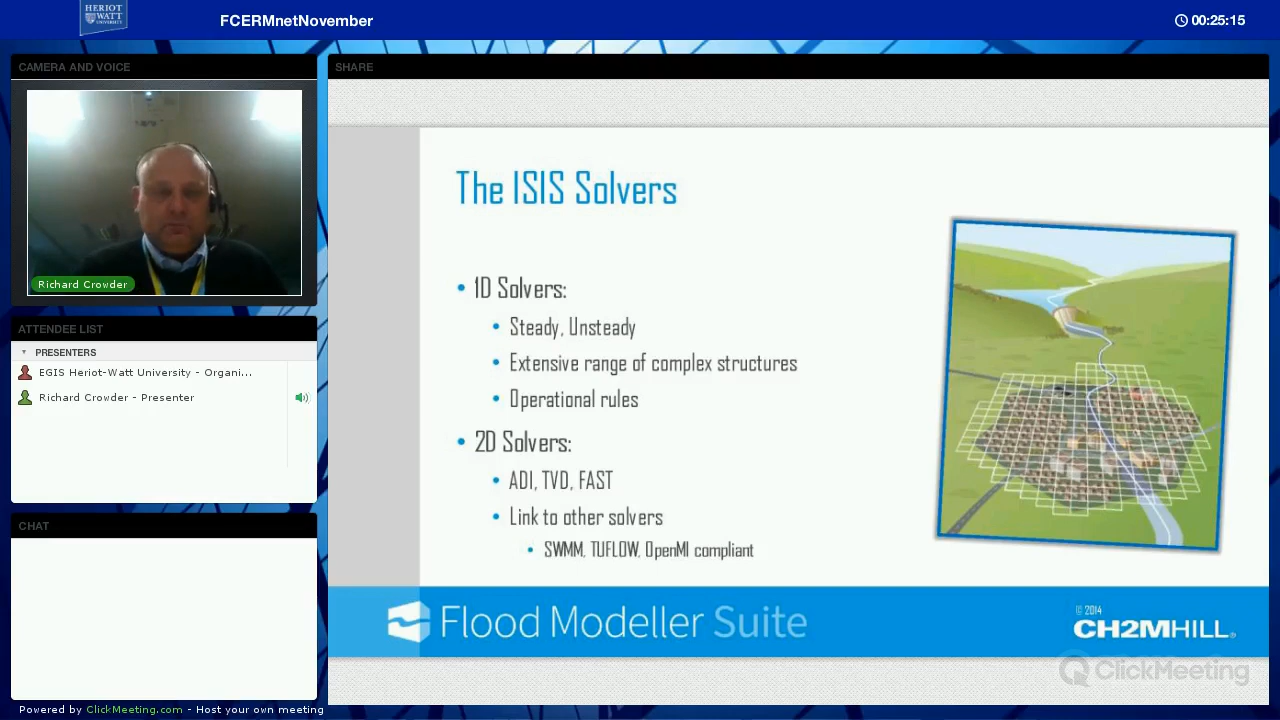 HERIOT
WATT
UNIVERSITY
FCERMnetNovember
00:25:15
CAMERA AND VOICE
Richard Crowder
ATTENDEE LIST
PRESENTERS
EGIS Heriot-Watt University - Organi...
Richard Crowder - Presenter
CHAT
Powered by ClickMeeting.com - Host your own meeting
SHARE
The ISIS Solvers
• 1D Solvers:
• Steady, Unsteady
• Extensive range of complex structures
• Operational rules
• 2D Solvers:
• ADI, TVD, FAST
• Link to other solvers
• SWMM, TUFLOW, OpenMI compliant
Flood Modeller Suite
© 2014
CH2MHILL®
ClickMeeting